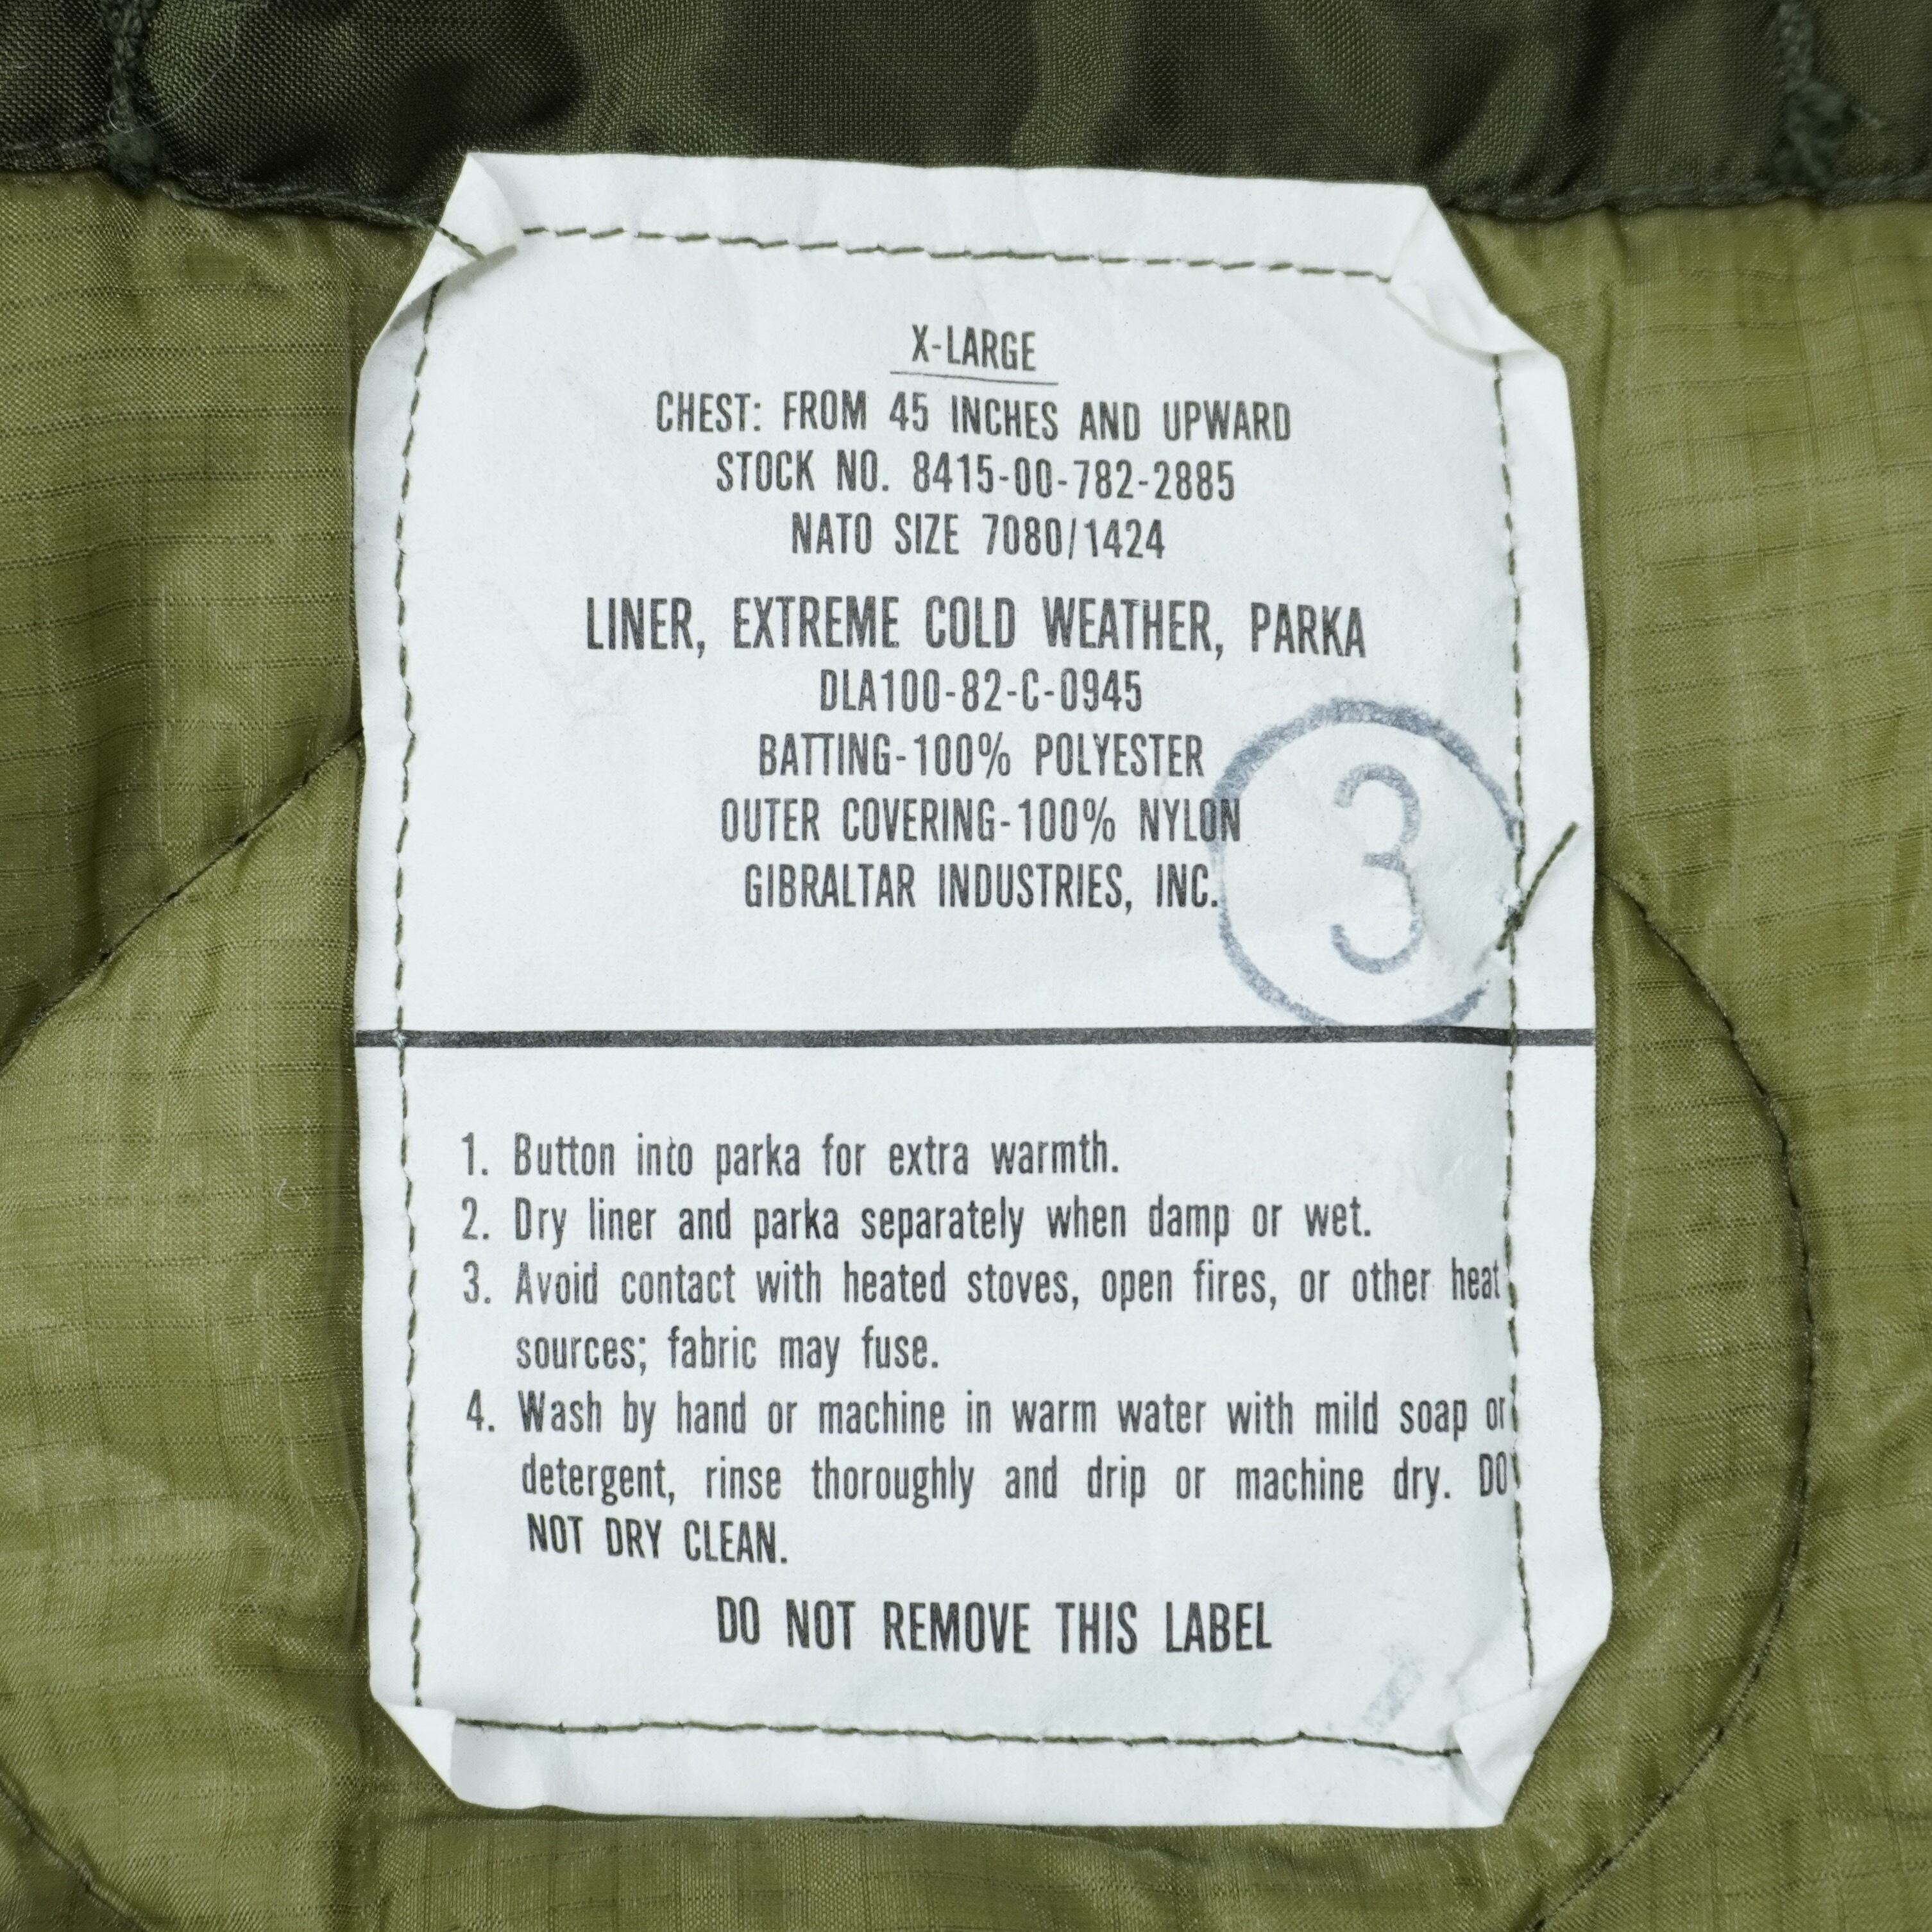 X-LARGE
CHEST: FROM 45 INCHES AND UPWARD
STOCK NO. 8415-00-782-2885
NATO SIZE 7080/1424
LINER, EXTREME COLD WEATHER, PARKA
DLA100-82-C-0945
BATTING-100% POLYESTER
OUTER COVERING-100% NYLON
GIBRALTAR INDUSTRIES, INC.
3
1. Button into parka for extra warmth.
2. Dry liner and parka separately when damp or wet.
3. Avoid contact with heated stoves, open fires, or other heat
sources; fabric may fuse.
4. Wash by hand or machine in warm water with mild soap or
detergent, rinse thoroughly and drip or machine dry. DO
NOT DRY CLEAN.
DO NOT REMOVE THIS LABEL